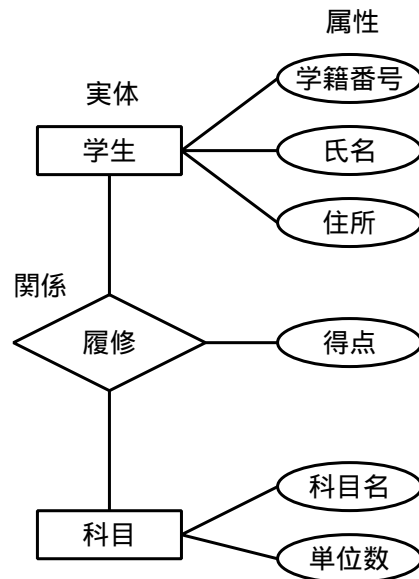 属性
学籍番号
実体
学生
氏名
住所
関係
履修
得点
科目名
科目
単位数